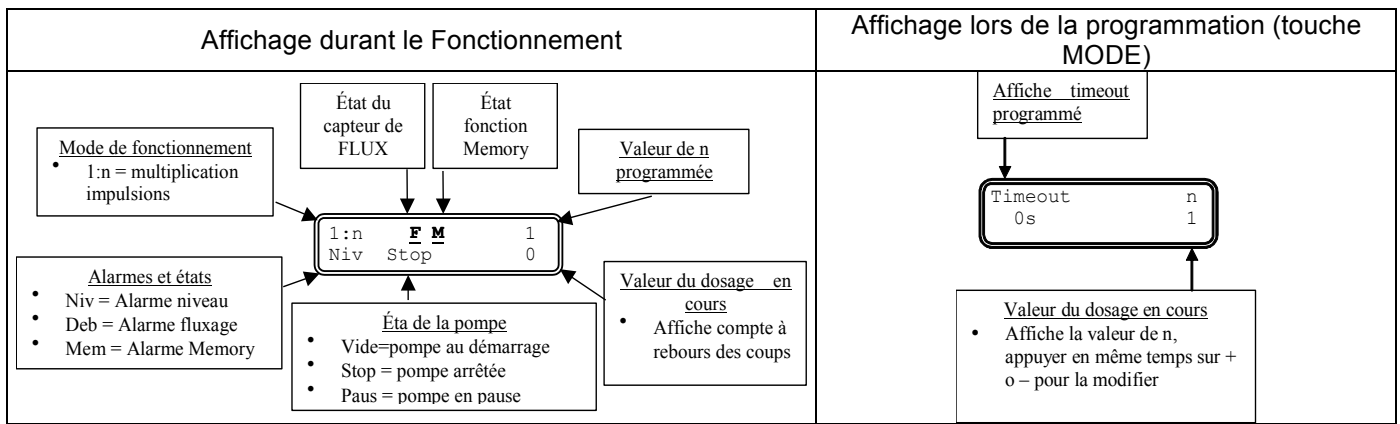 Affichage durant le Fonctionnement
Affichage lors de la programmation (touche
MODE)
État du
capteur de
FLUX
État
fonction
Memory
Mode de fonctionnement
• 1:n = multiplication
impulsions
Valeur de n
programmée
1:n F M 1
Niv Stop 0
Alarmes et états
• Niv = Alarme niveau
• Deb = Alarme fluxage
• Mem = Alarme Memory
Éta de la pompe
• Vide=pompe au démarrage
• Stop = pompe arrêtée
• Paus = pompe en pause
Valeur du dosage en
cours
• Affiche compte à
rebours des coups
Affiche timeout
programmé
Timeout n
0s 1
Valeur du dosage en cours
• Affiche la valeur de n,
appuyer en même temps sur +
o – pour la modifier